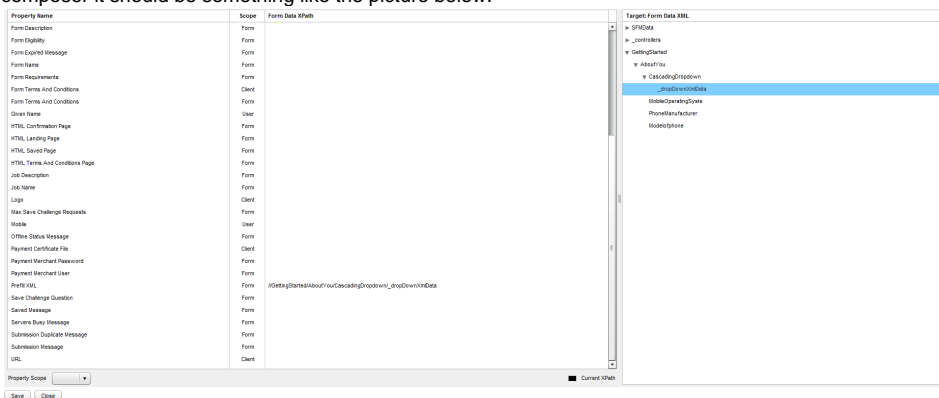 composer it should be something like the picture below.
Property Name Scope Form Data XPath Target: Form Data XML
Form Description Form
Form Eligibility Form
Form Expired Message Form
Form Name Form
Form Requirements Form
Form Terms And Conditions Client
Form Terms And Conditions Form
Given Name User
HTML Confirmation Page Form
HTML Landing Page Form
HTML Saved Page Form
HTML Terms And Conditions Page Form
Job Description Form
Job Name Form
Logo Client
Max Save Challenge Requests Form
Mobile User
Offline Status Message Form
Payment Certificate File Client
Payment Merchant Password Form
Payment Merchant User Form
Prefill XML Form //GettingStarted/AboutYou/CascadingDropdown/_dropDownXmlData
Save Challenge Question Form
Saved Message Form
Servers Busy Message Form
Submission Duplicate Message Form
Submission Message Form
URL Client
SFMData
_controllers
GettingStarted
AboutYou
CascadingDropdown
_dropDownXmlData
MobileOperatingSyste
PhoneManufacturer
Modelofphone
Property Scope Current XPath
Save Close